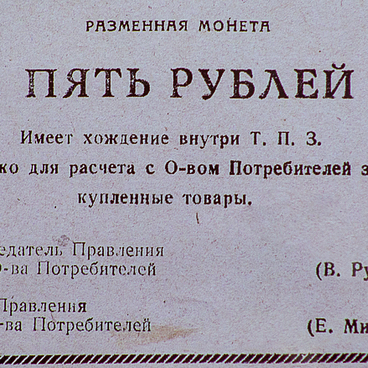 РАЗМЕННАЯ МОНЕТА
ПЯТЬ РУБЛЕЙ
Имеет хождение внутри Т. П. З.
ко для расчета с О-вом Потребителей з
купленные товары.
едатель Правления
О-ва Потребителей
(В. Ру
Правления
-ва Потребителей
(Е. Ми